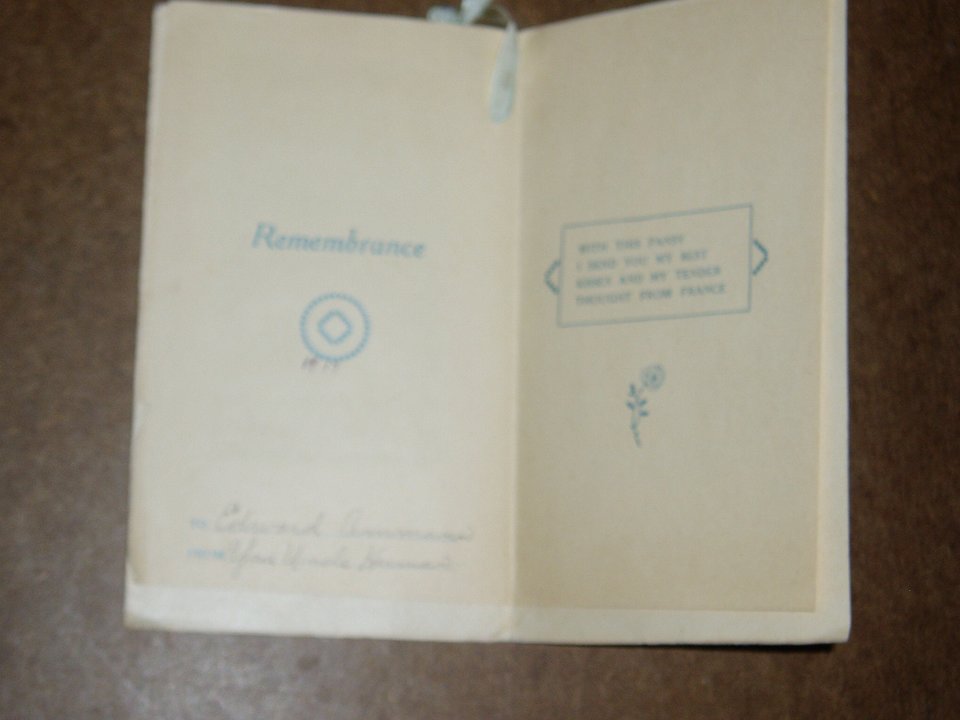 Remembrance
TO Edward
FROM Your Uncle Herman
WITH THIS PANSY
I SEND YOU MY BEST
KISSES AND MY TENDER
THOUGHT FROM FRANCE